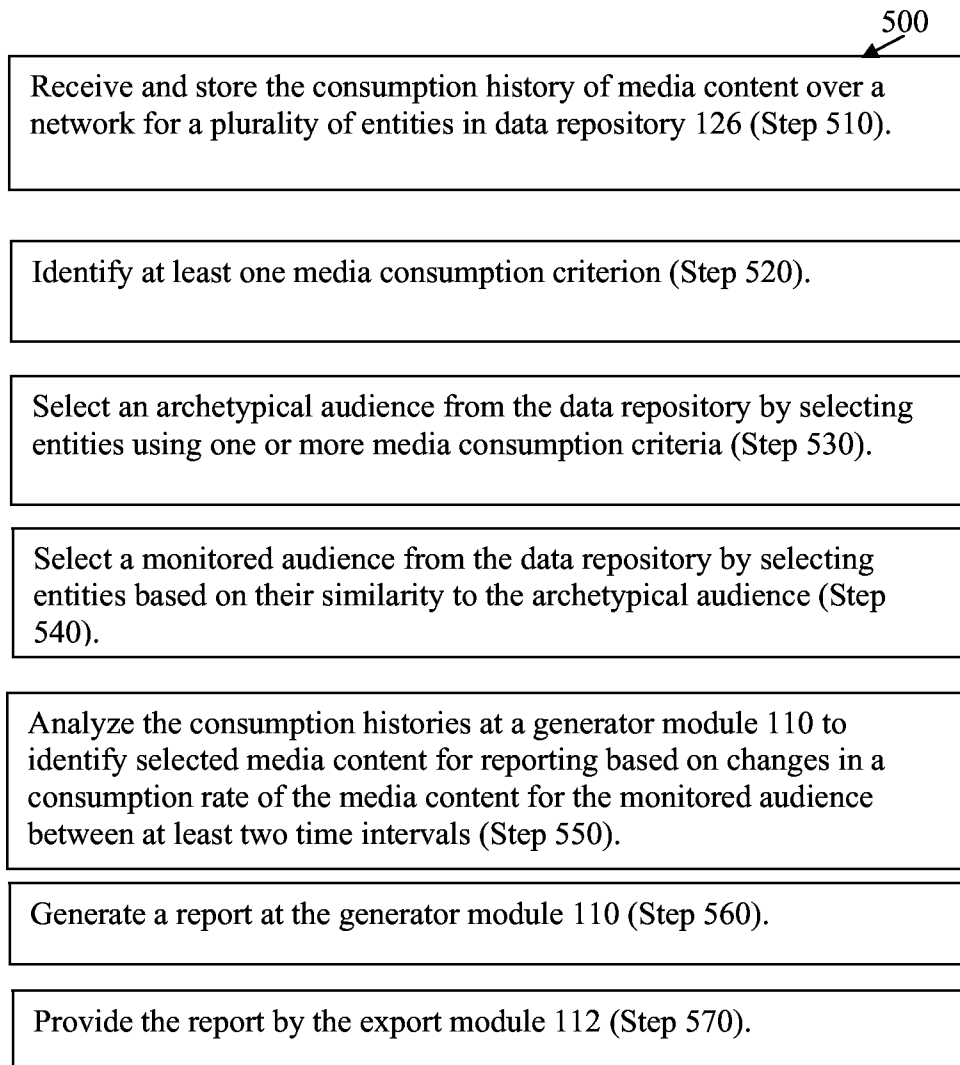 500
Receive and store the consumption history of media content over a
network for a plurality of entities in data repository 126 (Step 510).
Identify at least one media consumption criterion (Step 520).
Select an archetypical audience from the data repository by selecting
entities using one or more media consumption criteria (Step 530).
Select a monitored audience from the data repository by selecting
entities based on their similarity to the archetypical audience (Step
540).
Analyze the consumption histories at a generator module 110 to
identify selected media content for reporting based on changes in a
consumption rate of the media content for the monitored audience
between at least two time intervals (Step 550).
Generate a report at the generator module 110 (Step 560).
Provide the report by the export module 112 (Step 570).